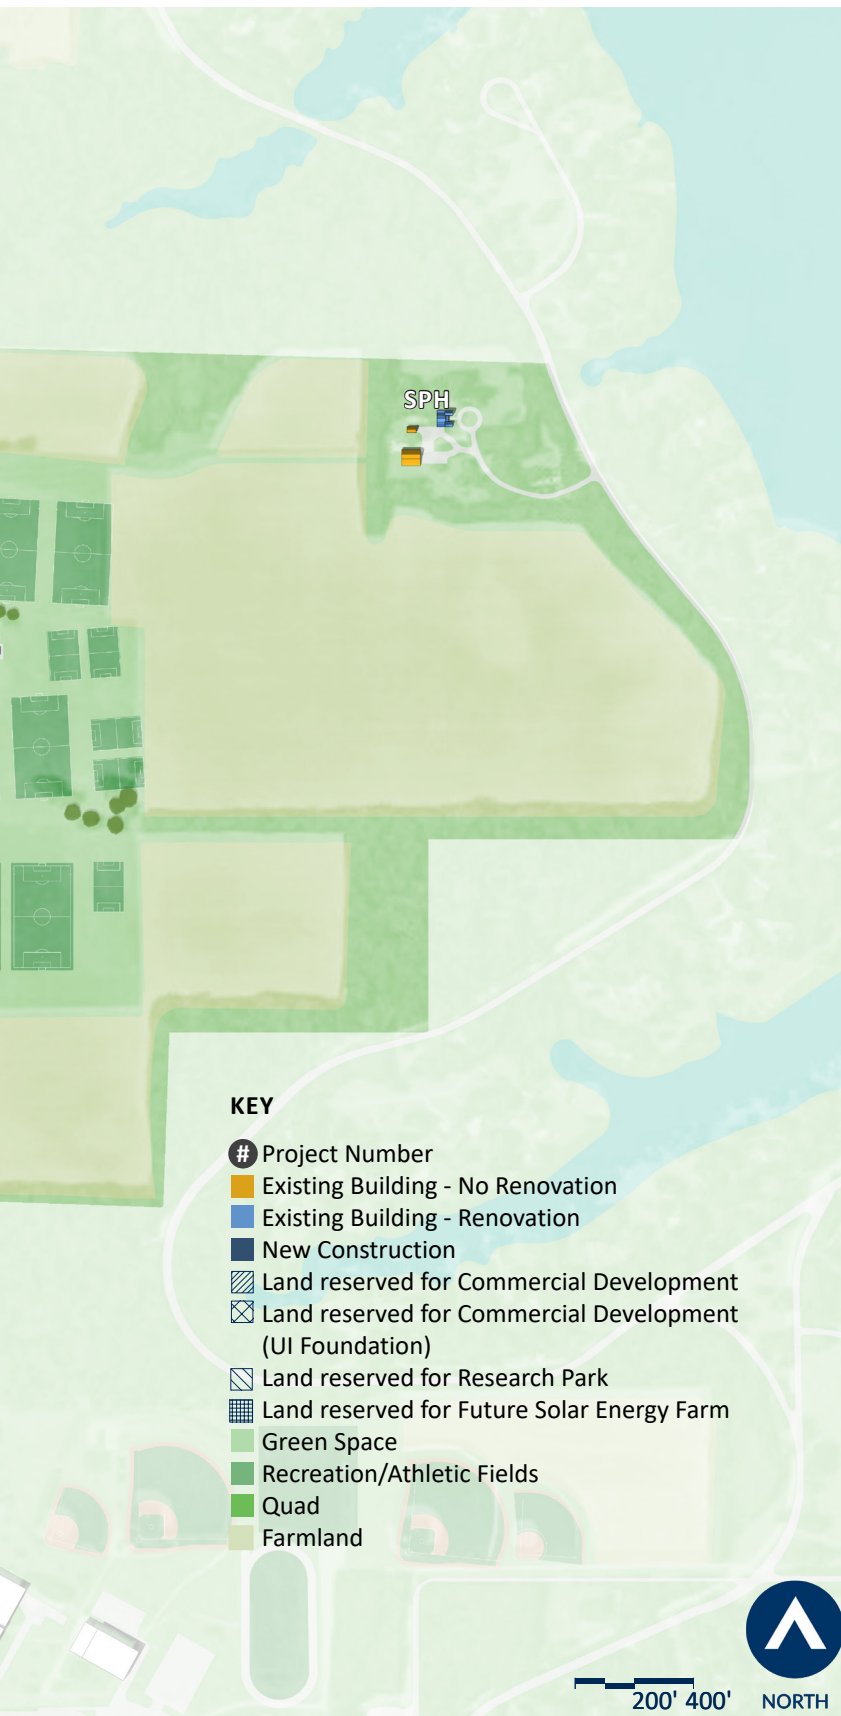 SPH
KEY
# Project Number
Existing Building - No Renovation
Existing Building - Renovation
New Construction
Land reserved for Commercial Development
Land reserved for Commercial Development
(UI Foundation)
Land reserved for Research Park
Land reserved for Future Solar Energy Farm
Green Space
Recreation/Athletic Fields
Quad
Farmland
200' 400'
NORTH